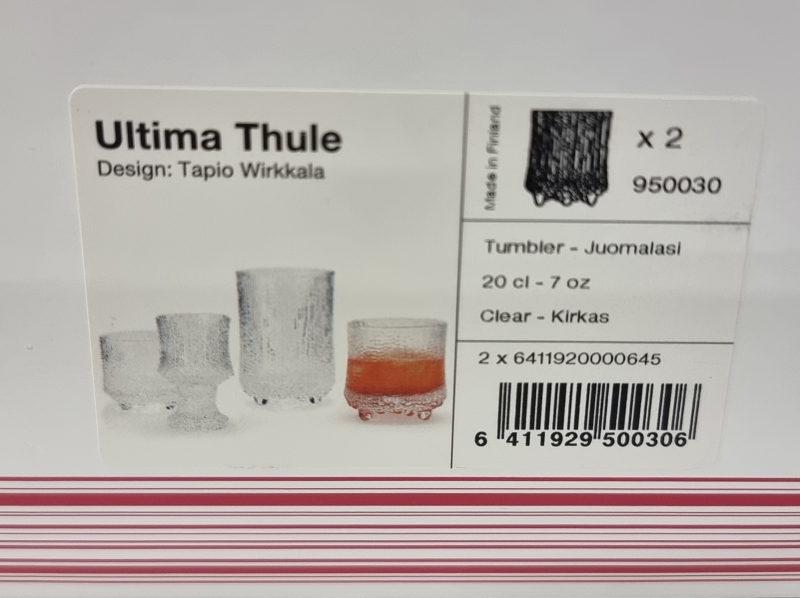 Ultima Thule
Design: Tapio Wirkkala
Made in Finland
x 2
950030
Tumbler - Juomalasi
20 cl - 7 oz
Clear - Kirkas
2 x 6411920000645
6 411929 500306